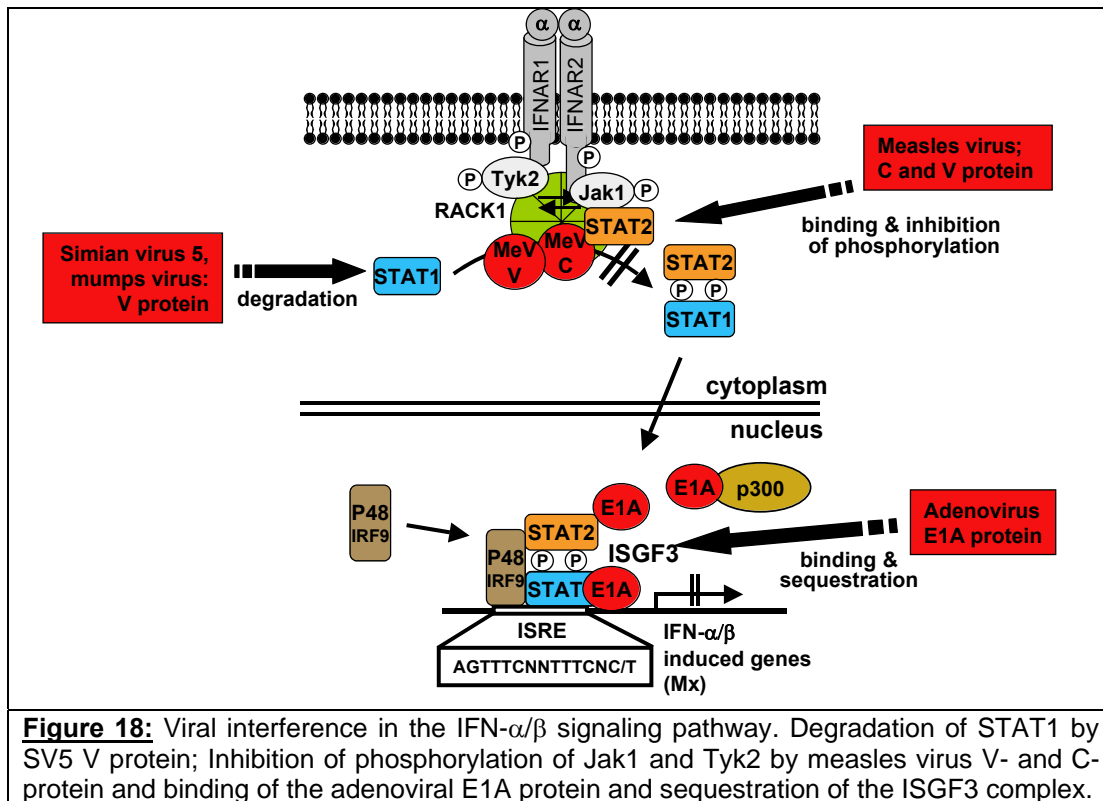 α α
IFNAR1
IFNAR2
P
P
P
Tyk2
Jak1
P
RACK1
STAT2
MeV
V
MeV
C
Measles virus;
C and V protein
binding & inhibition
of phosphorylation
Simian virus 5,
mumps virus:
V protein
degradation
STAT1
STAT2
P P
STAT1
cytoplasm
nucleus
E1A
p300
E1A
P48
IRF9
STAT2
P48
IRF9
P P
ISGF3
STAT
E1A
Adenovirus
E1A protein
binding &
sequestration
ISRE
AGTTTCNNTTTCNC/T
IFN-α/β
induced genes
(Mx)
Figure 18: Viral interference in the IFN-α/β signaling pathway. Degradation of STAT1 by
SV5 V protein; Inhibition of phosphorylation of Jak1 and Tyk2 by measles virus V- and C-
protein and binding of the adenoviral E1A protein and sequestration of the ISGF3 complex.